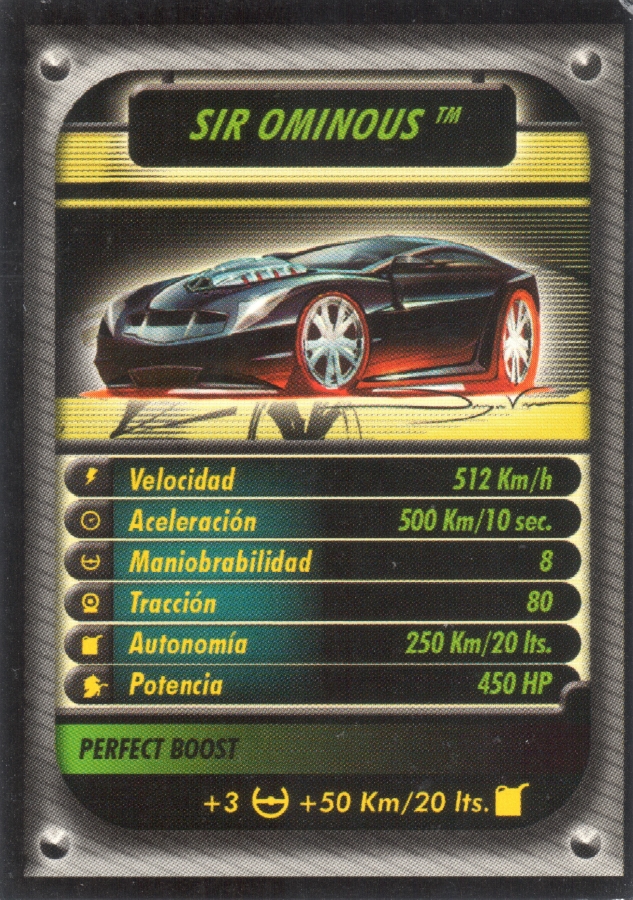 SIR OMINOUS ™
Velocidad 512 Km/h
Aceleración 500 Km/10 sec.
Maniobrabilidad 8
Tracción 80
Autonomía 250 Km/20 lts.
Potencia 450 HP
PERFECT BOOST
+3 +50 Km/20 lts.